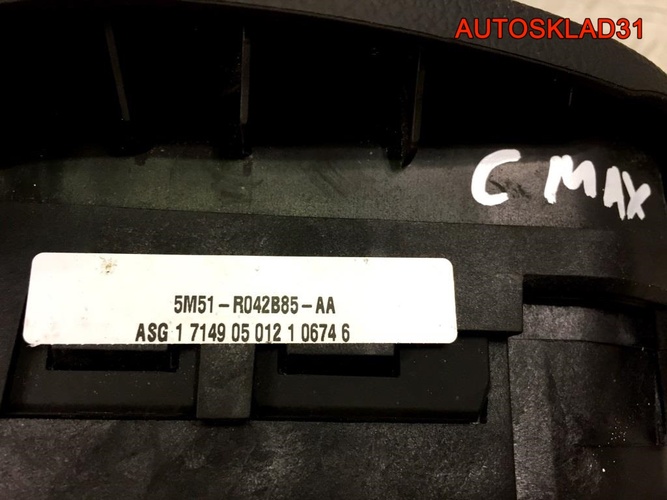 AUTOSKLAD31
C MAX
5M51-R042B85-AA
ASG 1 7149 05 012 1 0674 6